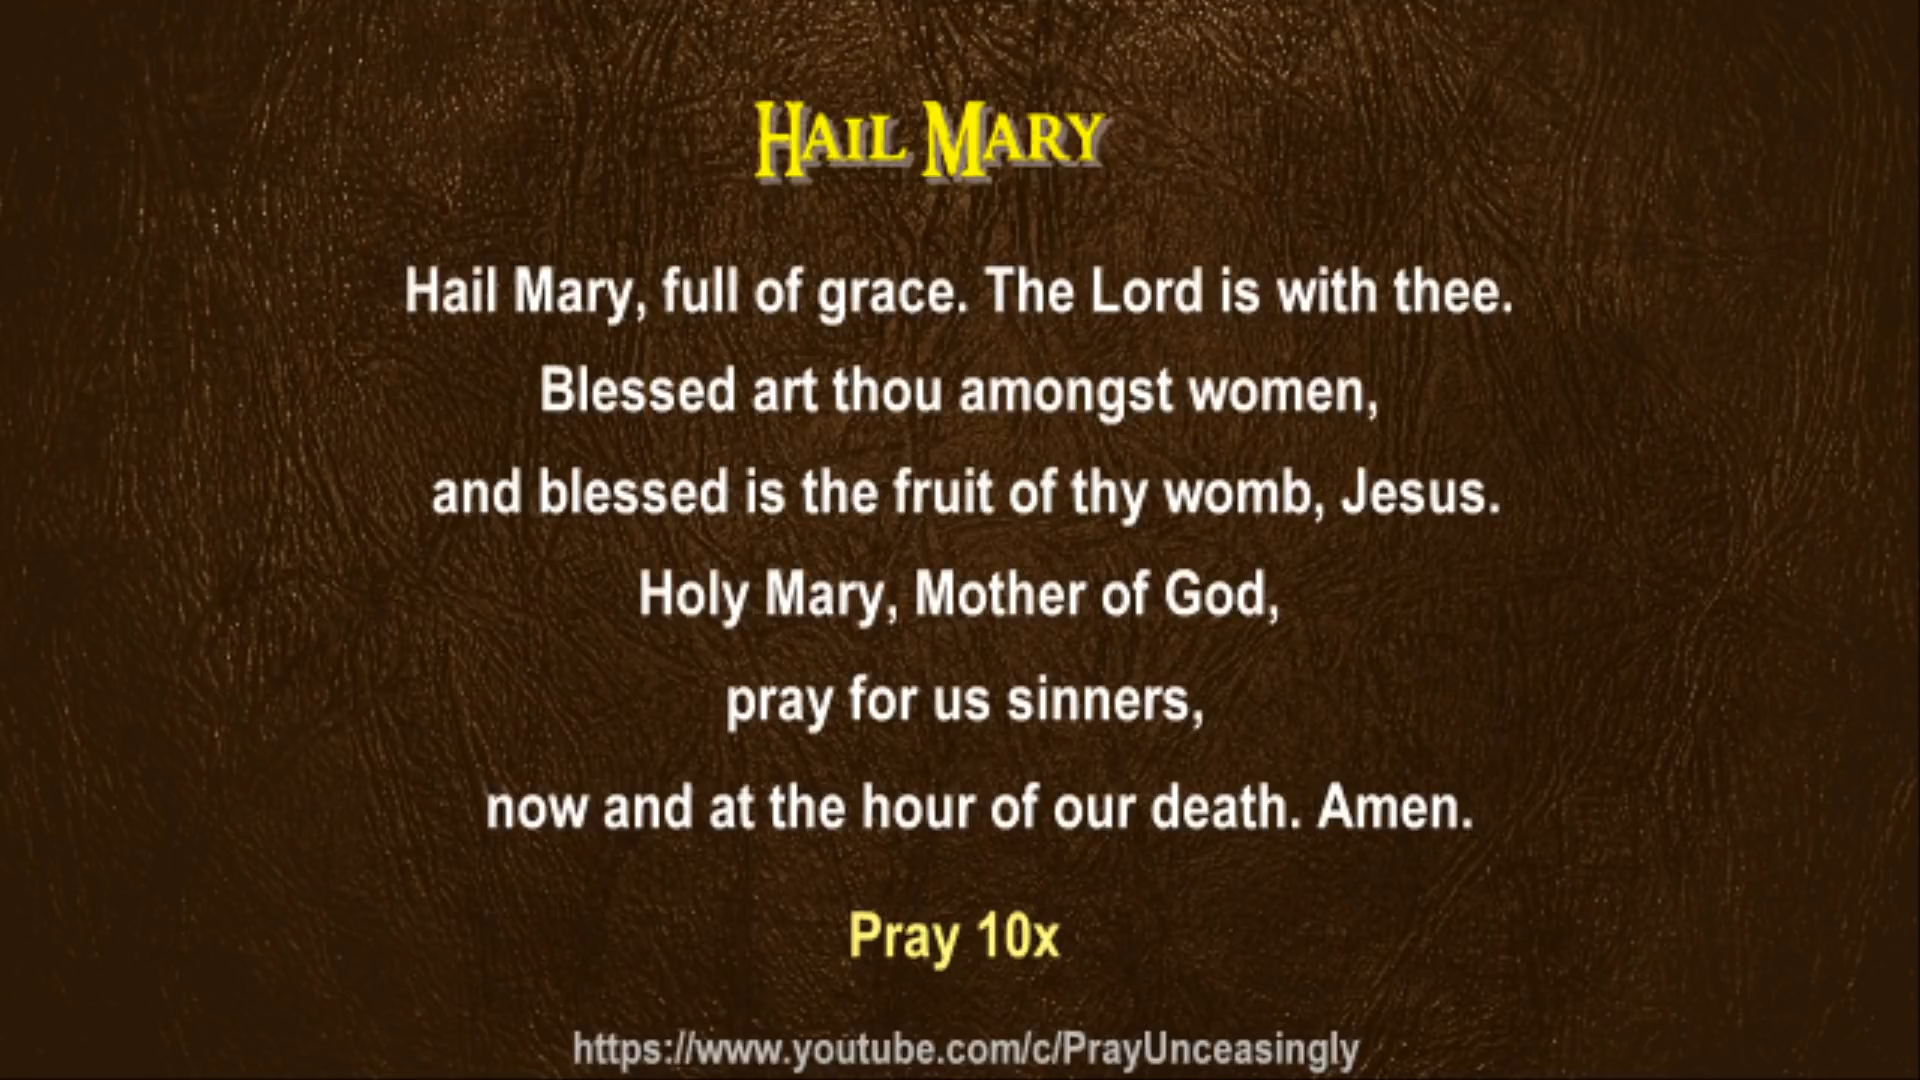 Hail Mary
Hail Mary, full of grace. The Lord is with thee.
Blessed art thou amongst women,
and blessed is the fruit of thy womb, Jesus.
Holy Mary, Mother of God,
pray for us sinners,
now and at the hour of our death. Amen.
Pray 10x
https://www.youtube.com/c/PrayUnceasingly